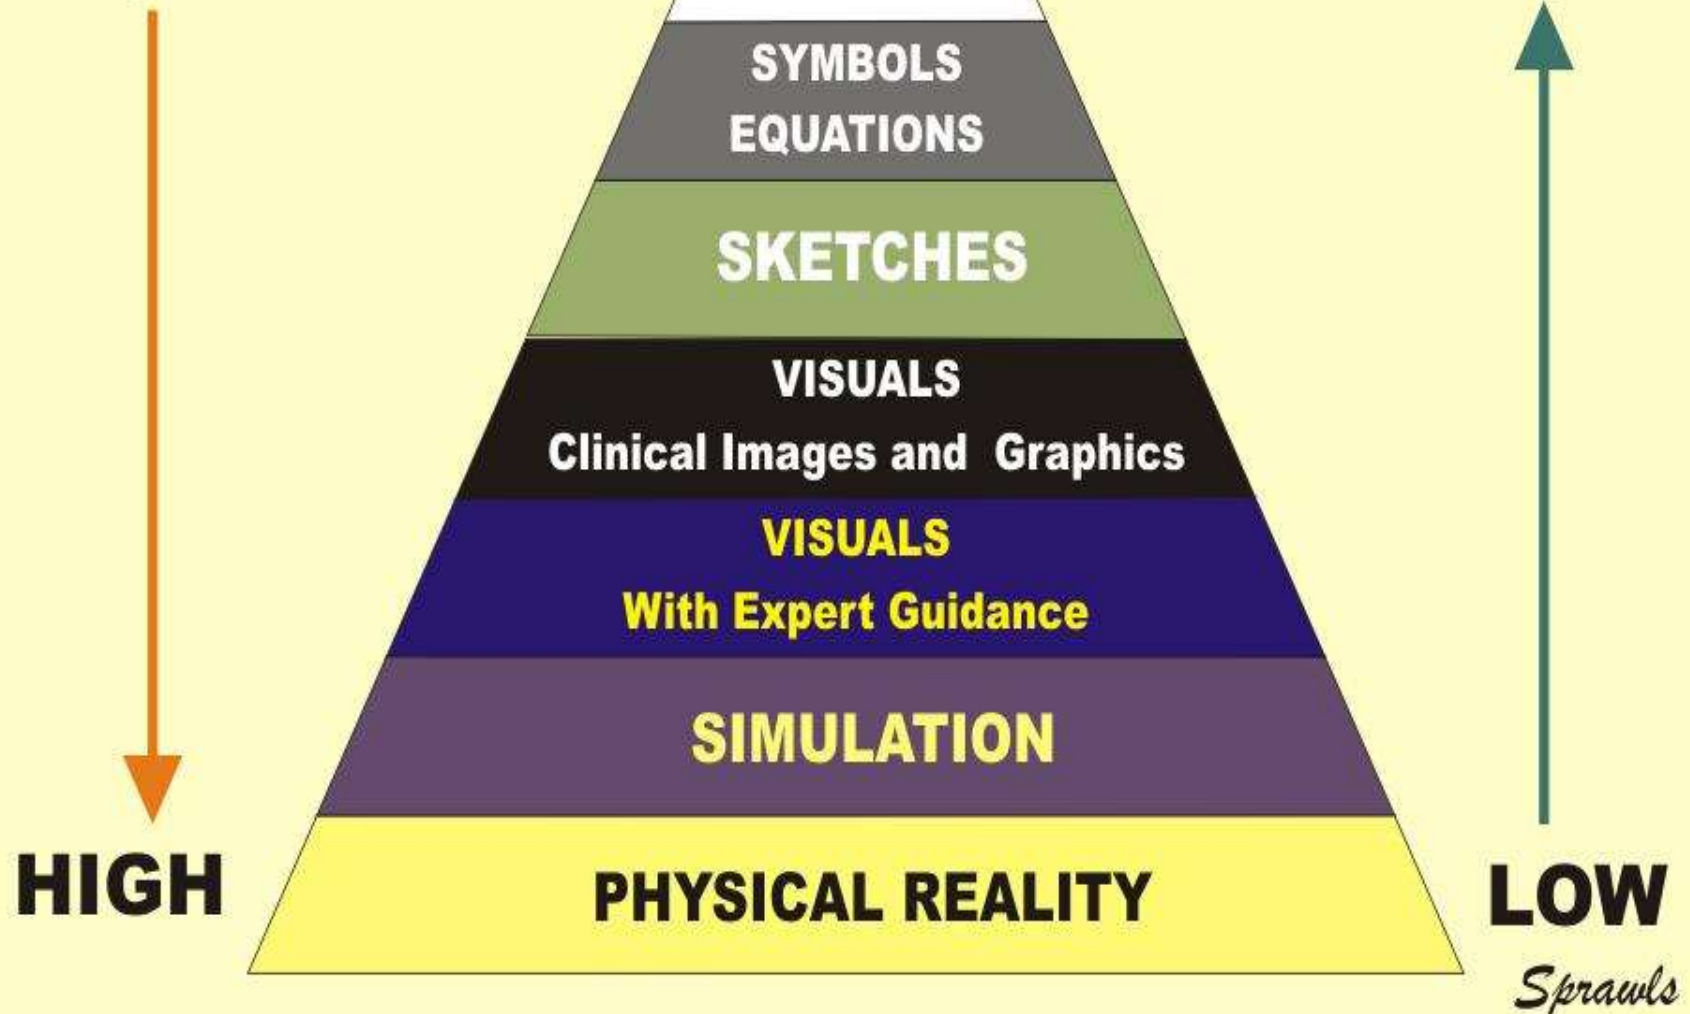 SYMBOLS
EQUATIONS
SKETCHES
VISUALS
Clinical Images and Graphics
VISUALS
With Expert Guidance
SIMULATION
HIGH
PHYSICAL REALITY
LOW
Sprawls